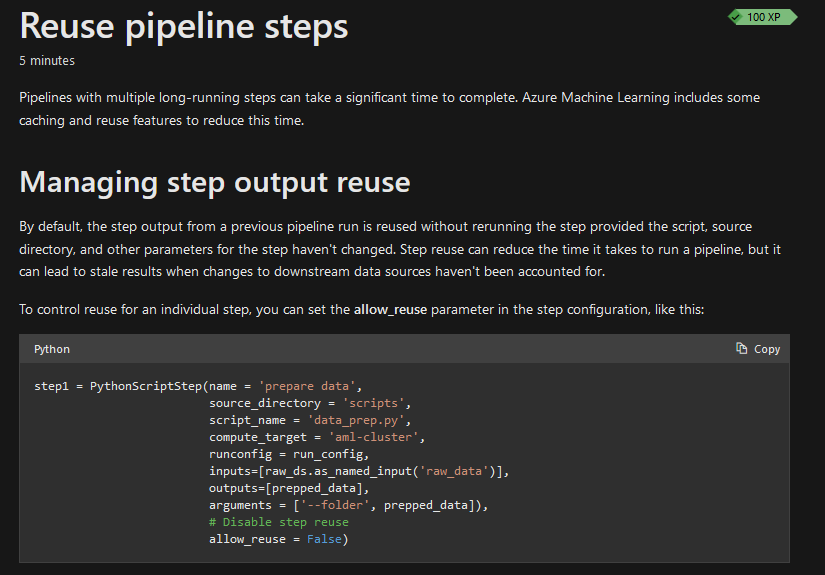 Reuse pipeline steps
100 XP
5 minutes
Pipelines with multiple long-running steps can take a significant time to complete. Azure Machine Learning includes some
caching and reuse features to reduce this time.
Managing step output reuse
By default, the step output from a previous pipeline run is reused without rerunning the step provided the script, source
directory, and other parameters for the step haven't changed. Step reuse can reduce the time it takes to run a pipeline, but it
can lead to stale results when changes to downstream data sources haven't been accounted for.
To control reuse for an individual step, you can set the allow_reuse parameter in the step configuration, like this:
Python
Copy
step1 = PythonScriptStep(name = 'prepare data',
                         source_directory = 'scripts',
                         script_name = 'data_prep.py',
                         compute_target = 'aml-cluster',
                         runconfig = run_config,
                         inputs=[raw_ds.as_named_input('raw_data')],
                         outputs=[prepped_data],
                         arguments = ['--folder', prepped_data]),
                         # Disable step reuse
                         allow_reuse = False)